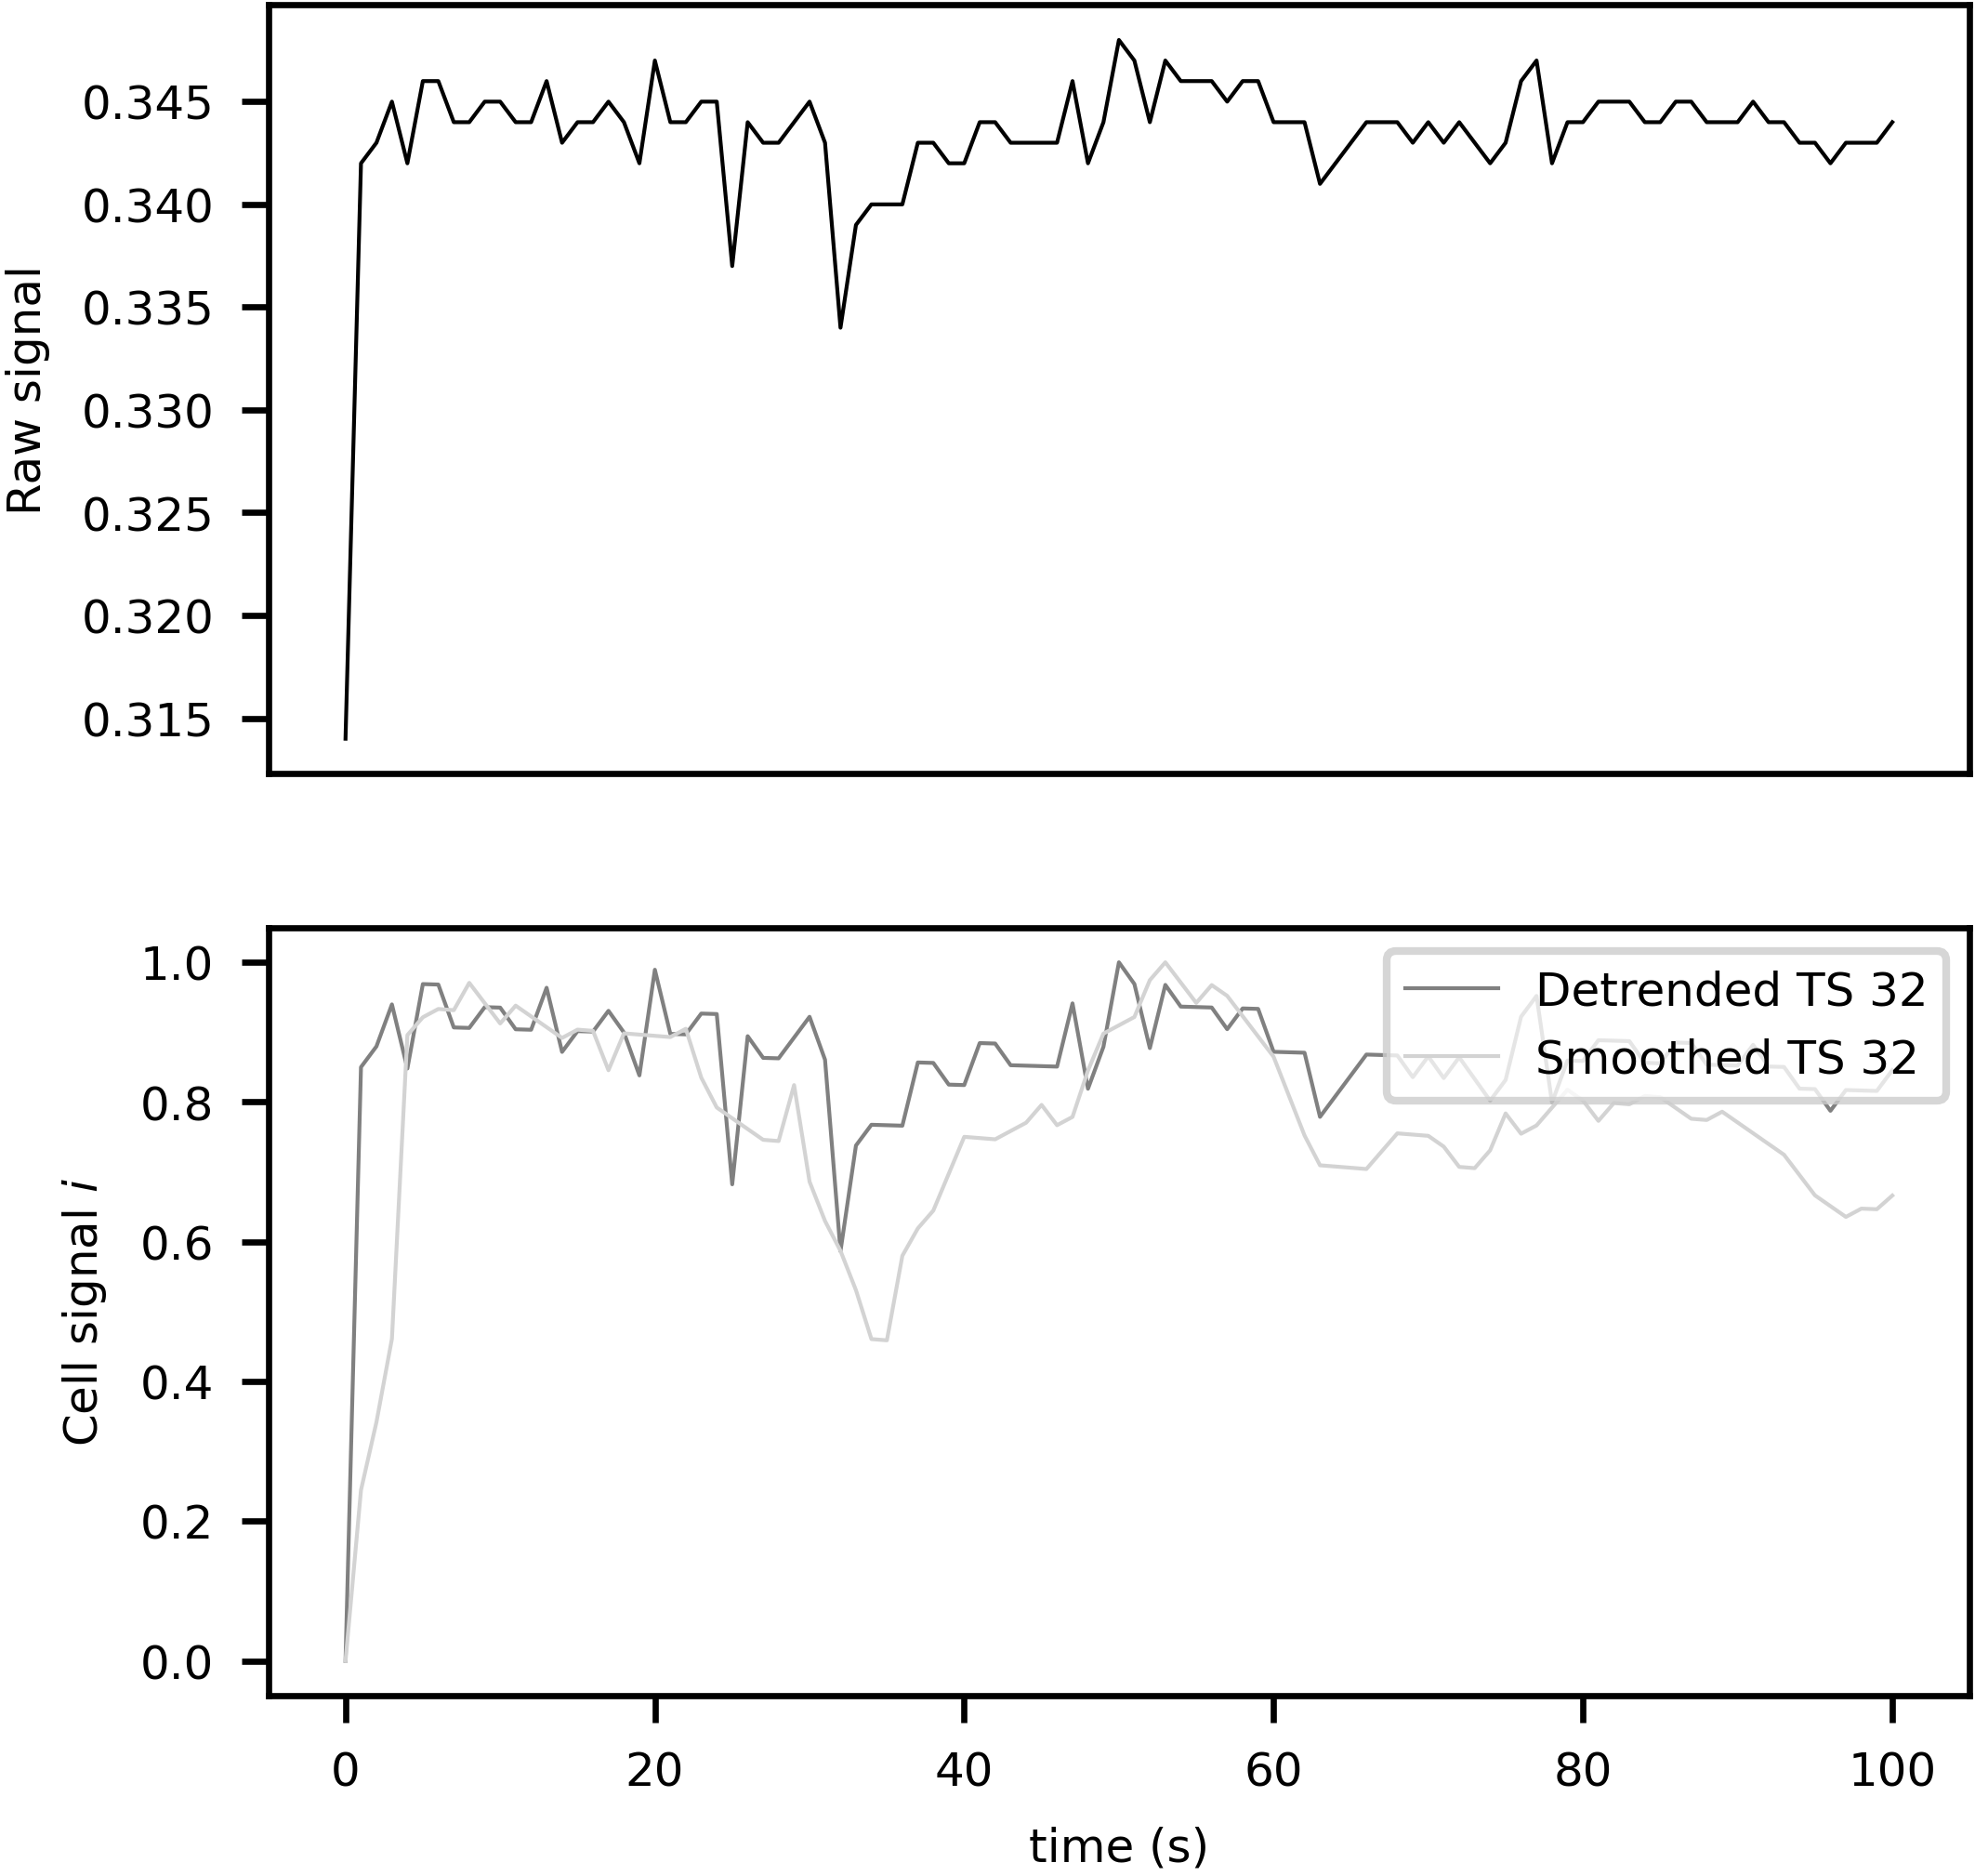 Raw signal
0.345
0.340
0.335
0.330
0.325
0.320
0.315
Cell signal i
1.0
0.8
0.6
0.4
0.2
0.0
Detrended TS 32
Smoothed TS 32
0 20 40 60 80 100
time (s)